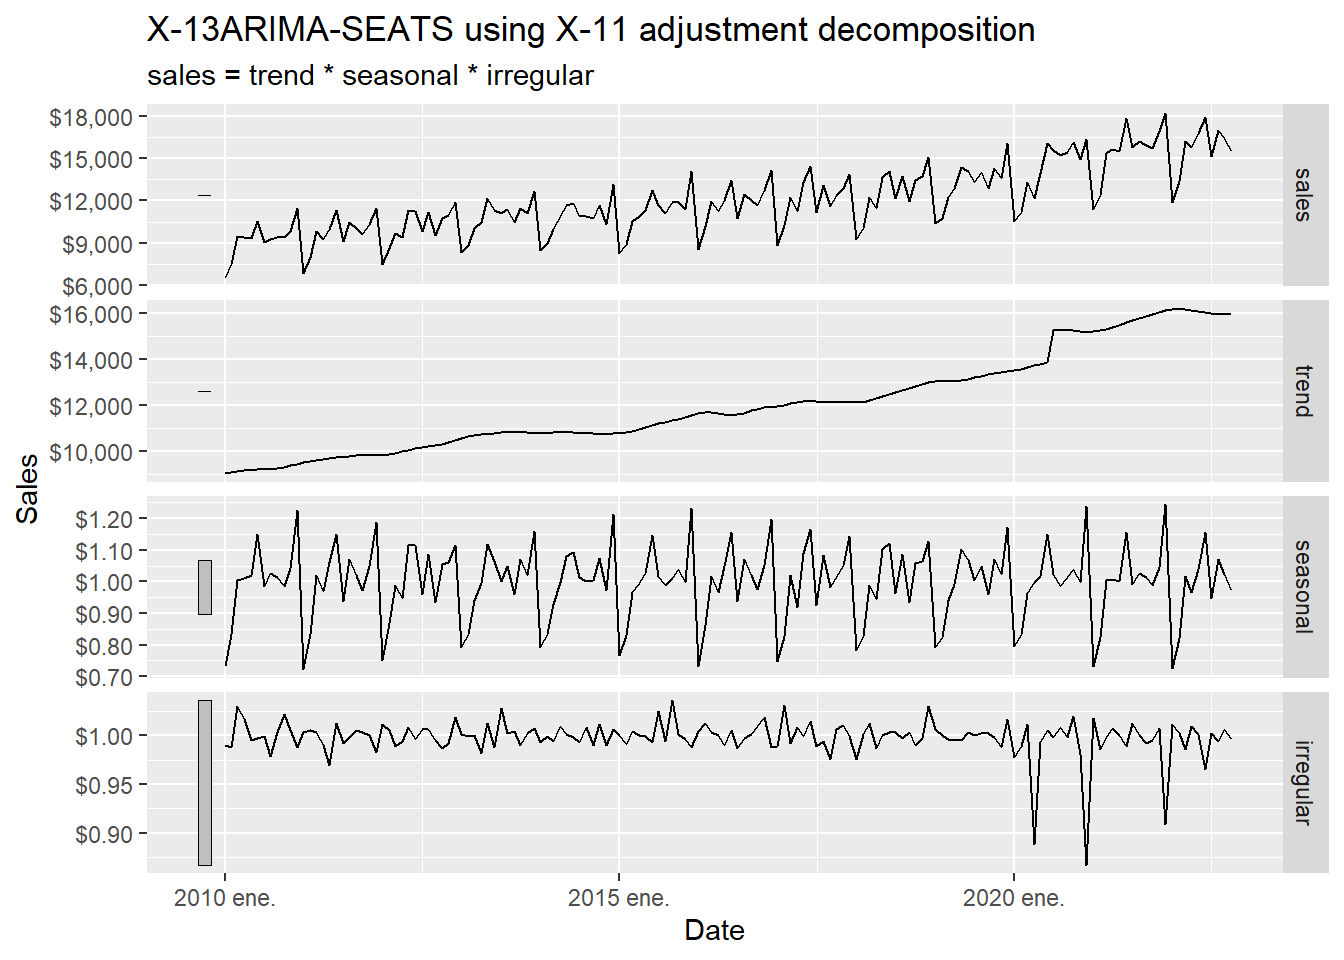 X-13ARIMA-SEATS using X-11 adjustment decomposition
sales = trend * seasonal * irregular
$18,000
$15,000
$12,000
$9,000
$6,000
sales
$16,000
$14,000
$12,000
$10,000
trend
Sales
$1.20
$1.10
$1.00
$0.90
$0.80
$0.70
seasonal
$1.00
$0.95
$0.90
irregular
2010 ene.
2015 ene.
2020 ene.
Date